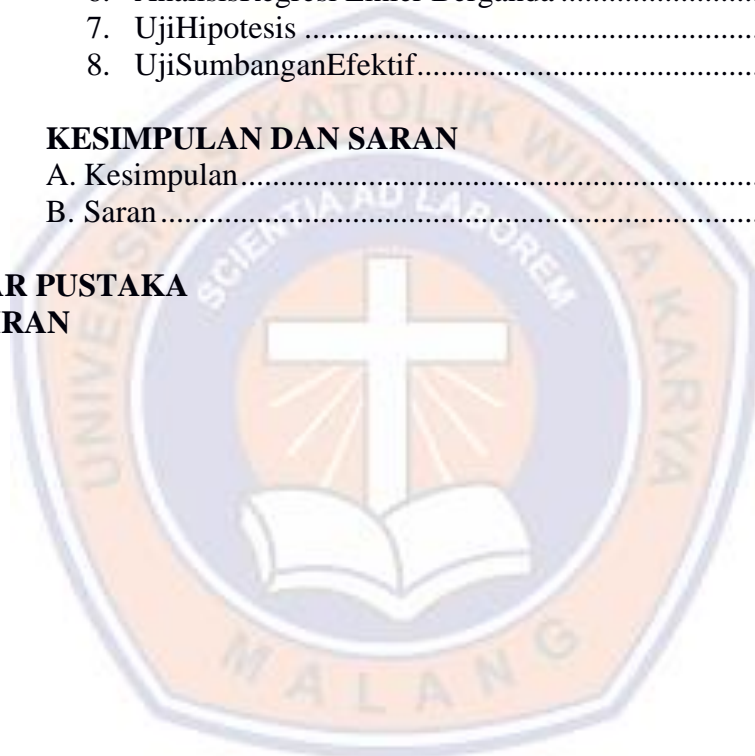 7. UjiHipotesis ..........................................................
8. UjiSumbanganEfektif..........................................
KESIMPULAN DAN SARAN
A. Kesimpulan................................................................
B. Saran ..........................................................................
AR PUSTAKA
RAN
UNIVERSITAS KATOLIK WIDYA KARYA
SCIENTIA AD LABOREM
MALANG